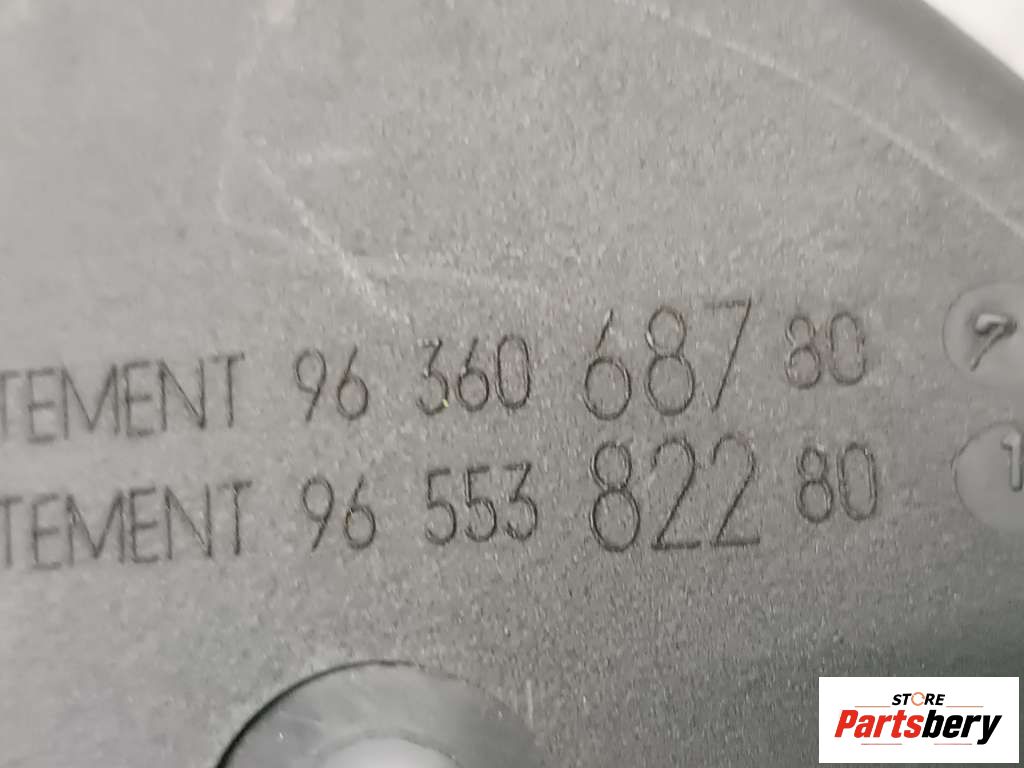 TEMENT 96 360 687 80
TEMENT 96 553 822 80
STORE
Partsbery